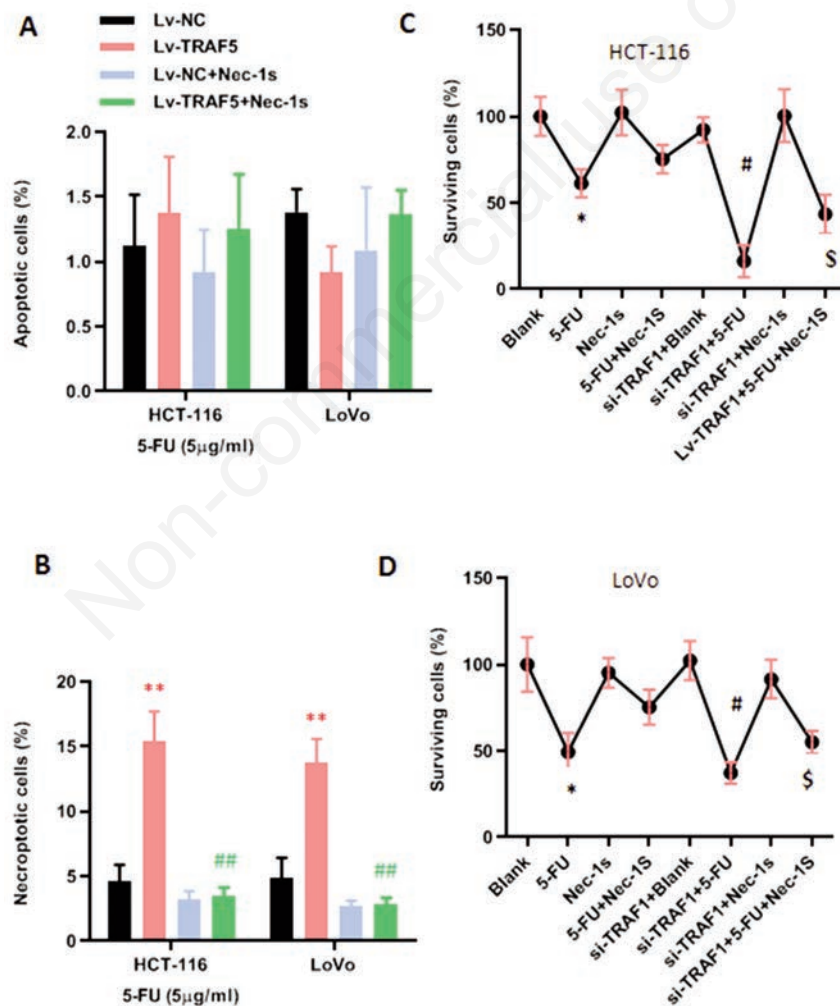 A
Lv-NC
Lv-TRAF5
Lv-NC+Nec-1s
Lv-TRAF5+Nec-1s
2.0
1.5
1.0
0.5
0.0
Apoptotic cells (%)
HCT-116
LoVo
5-FU (5μg/ml)
C
HCT-116
150
100
50
0
Surviving cells (%)
*
#
$
Blank
5-FU
Nec-1s
5-FU+Nec-1S
si-TRAF1+Blank
si-TRAF1+5-FU
si-TRAF1+Nec-1s
Lv-TRAF1+5-FU+Nec-1S
B
20
15
10
5
0
Necroptotic cells (%)
**
##
**
##
HCT-116
LoVo
5-FU (5μg/ml)
D
LoVo
150
100
50
0
Surviving cells (%)
*
#
$
Blank
5-FU
Nec-1s
5-FU+Nec-1S
si-TRAF1+Blank
si-TRAF1+5-FU
si-TRAF1+Nec-1s
si-TRAF1+5-FU+Nec-1S